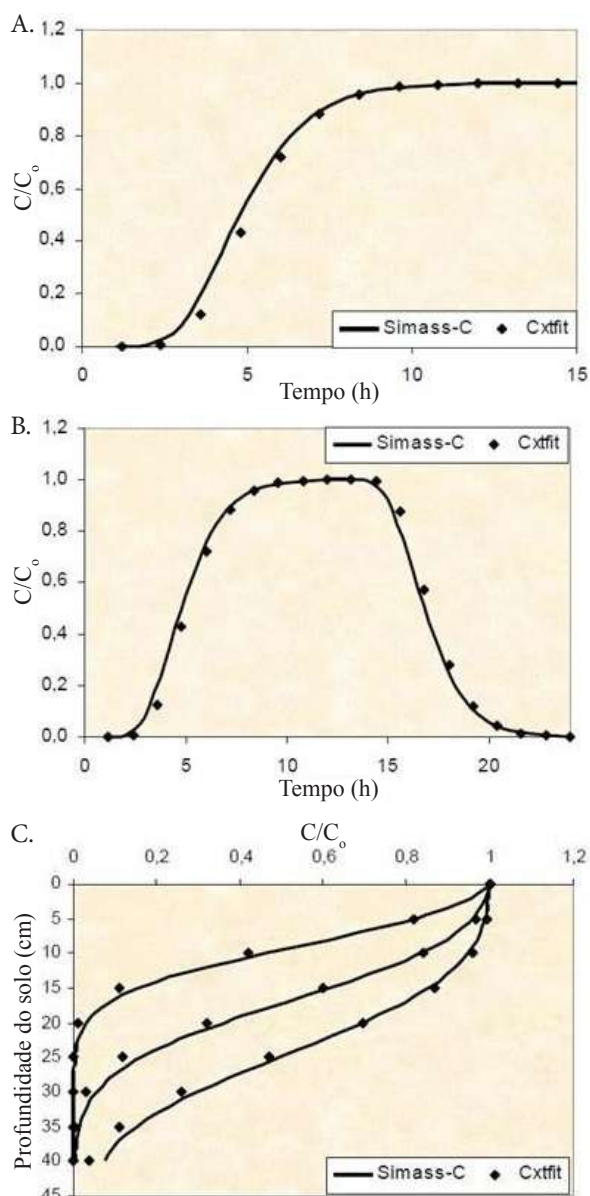 A.
1,2
1,0
0,8
0,6
0,4
0,2
0,0
C/Co
0 5 10 15
Tempo (h)
Simass-C Cxtfit
B.
1,2
1,0
0,8
0,6
0,4
0,2
0,0
C/Co
0 5 10 15 20
Tempo (h)
Simass-C Cxtfit
C.
C/Co
0 0,2 0,4 0,6 0,8 1 1,2
0
5
10
15
20
25
30
35
40
45
Profundidade do solo (cm)
Simass-C Cxtfit